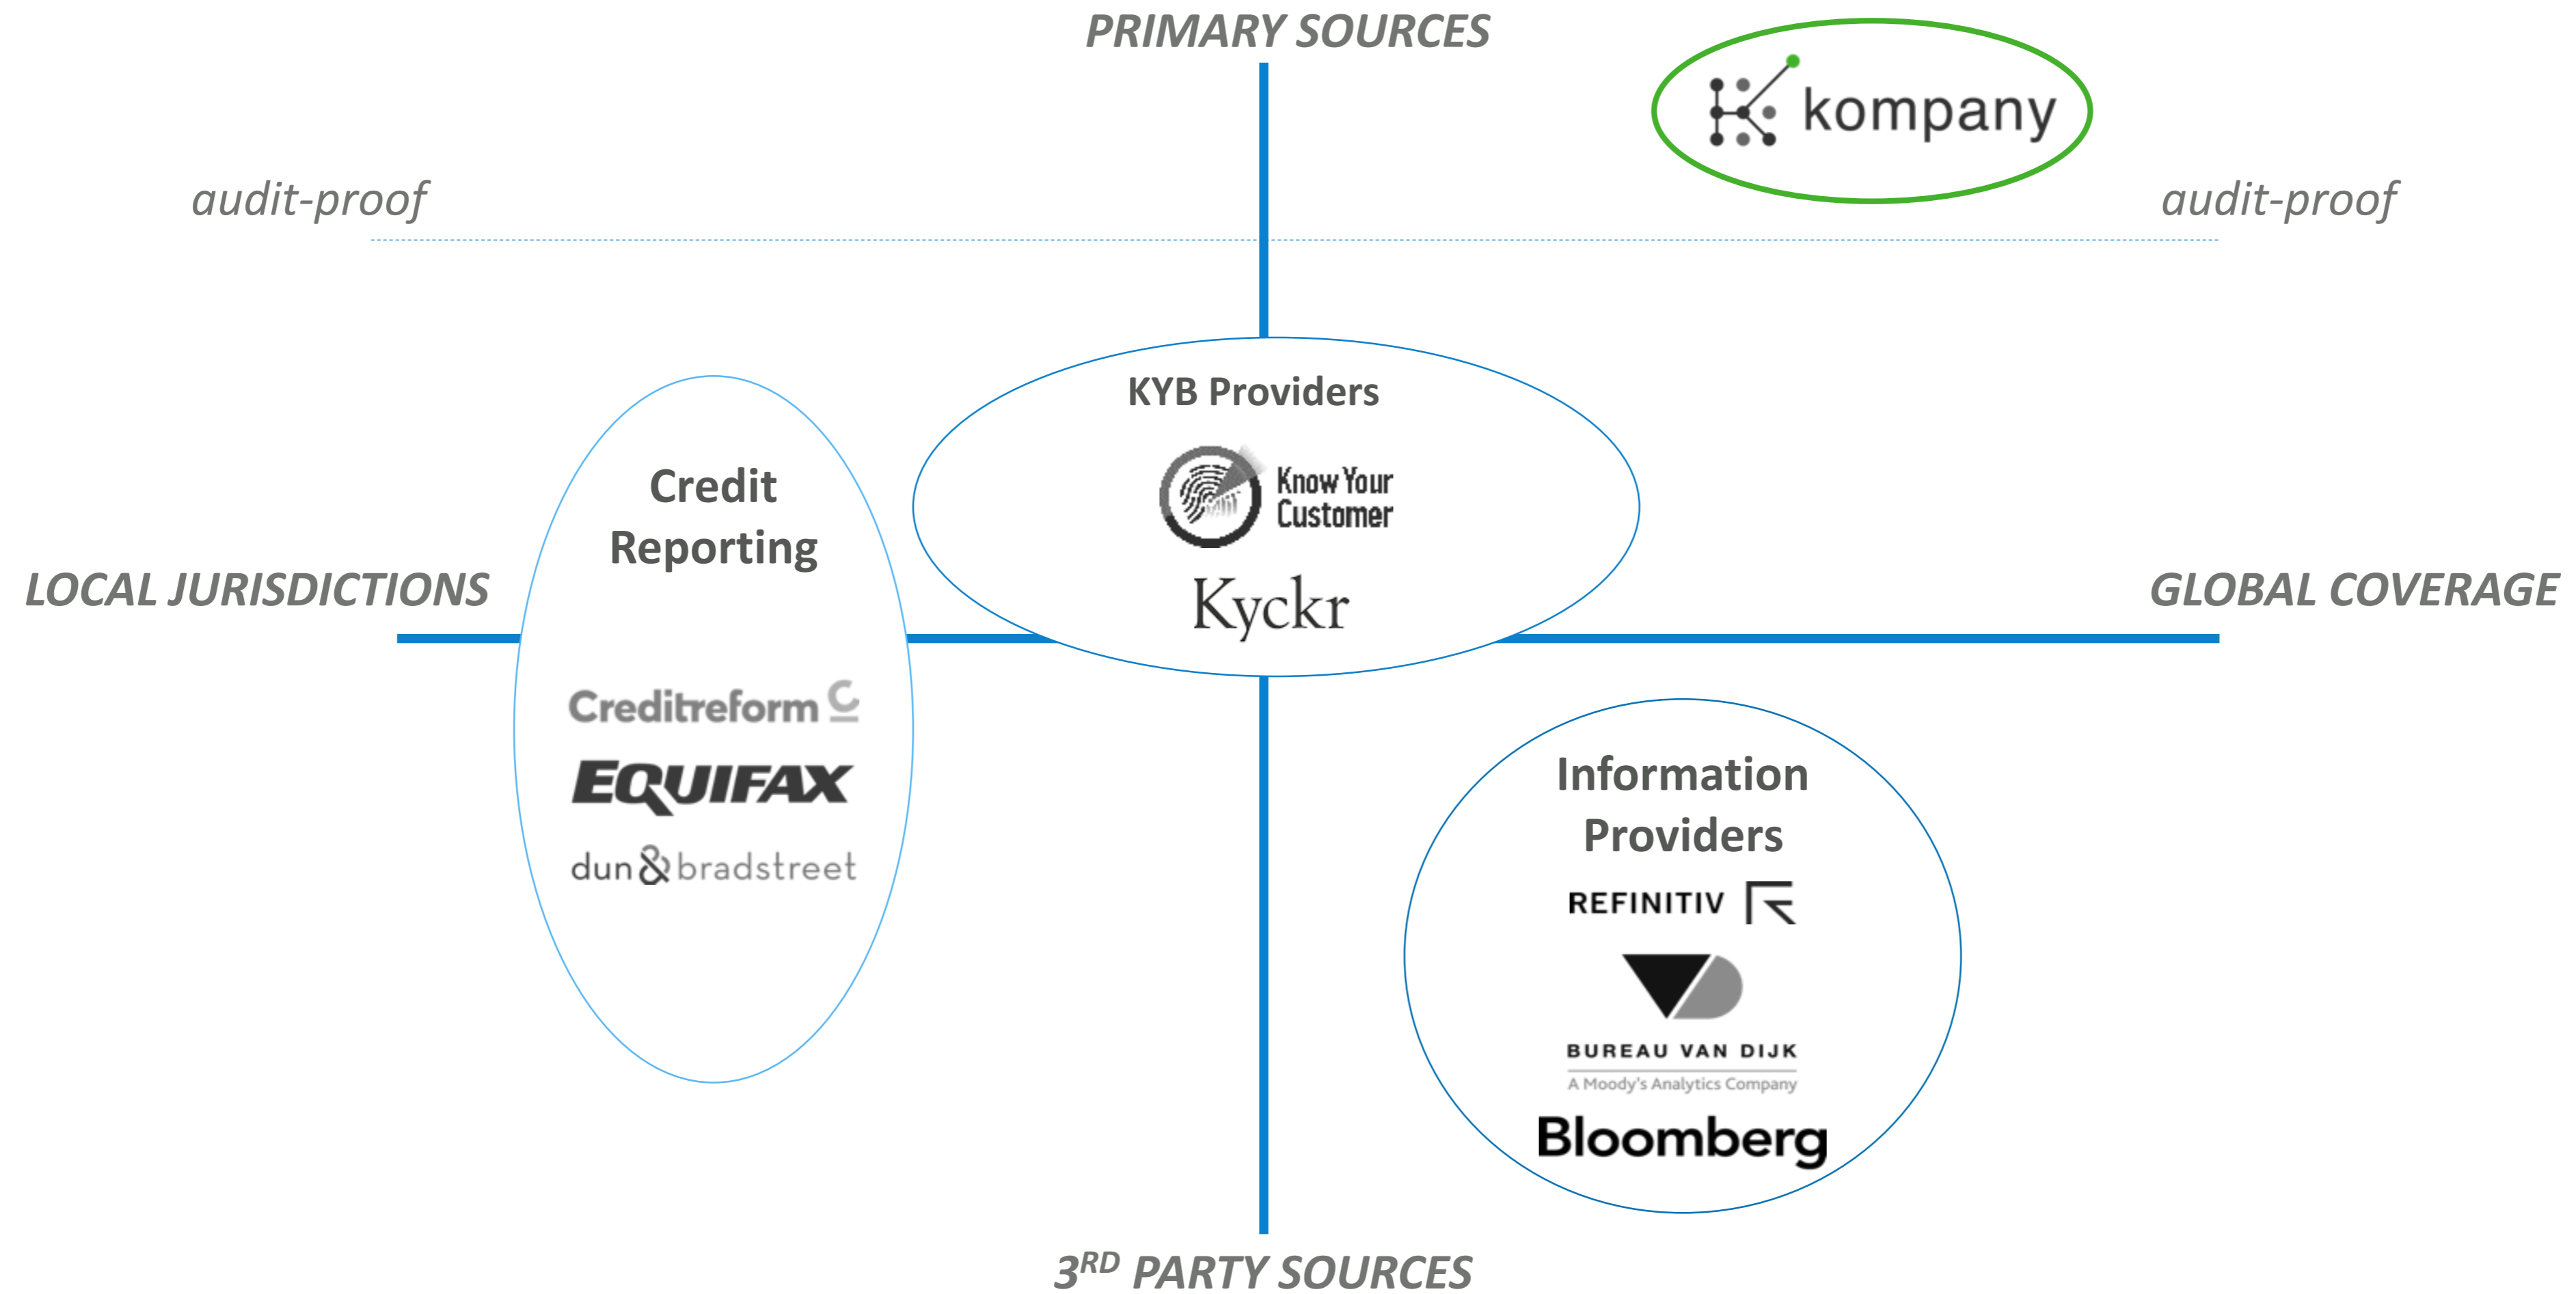 PRIMARY SOURCES
kompany
audit-proof
audit-proof
KYB Providers
Know Your
Customer
Kyckr
Credit
Reporting
LOCAL JURISDICTIONS
GLOBAL COVERAGE
Creditreform
EQUIFAX
dun & bradstreet
Information
Providers
REFINITIV
BUREAU VAN DIJK
A Moody's Analytics Company
Bloomberg
3RD PARTY SOURCES